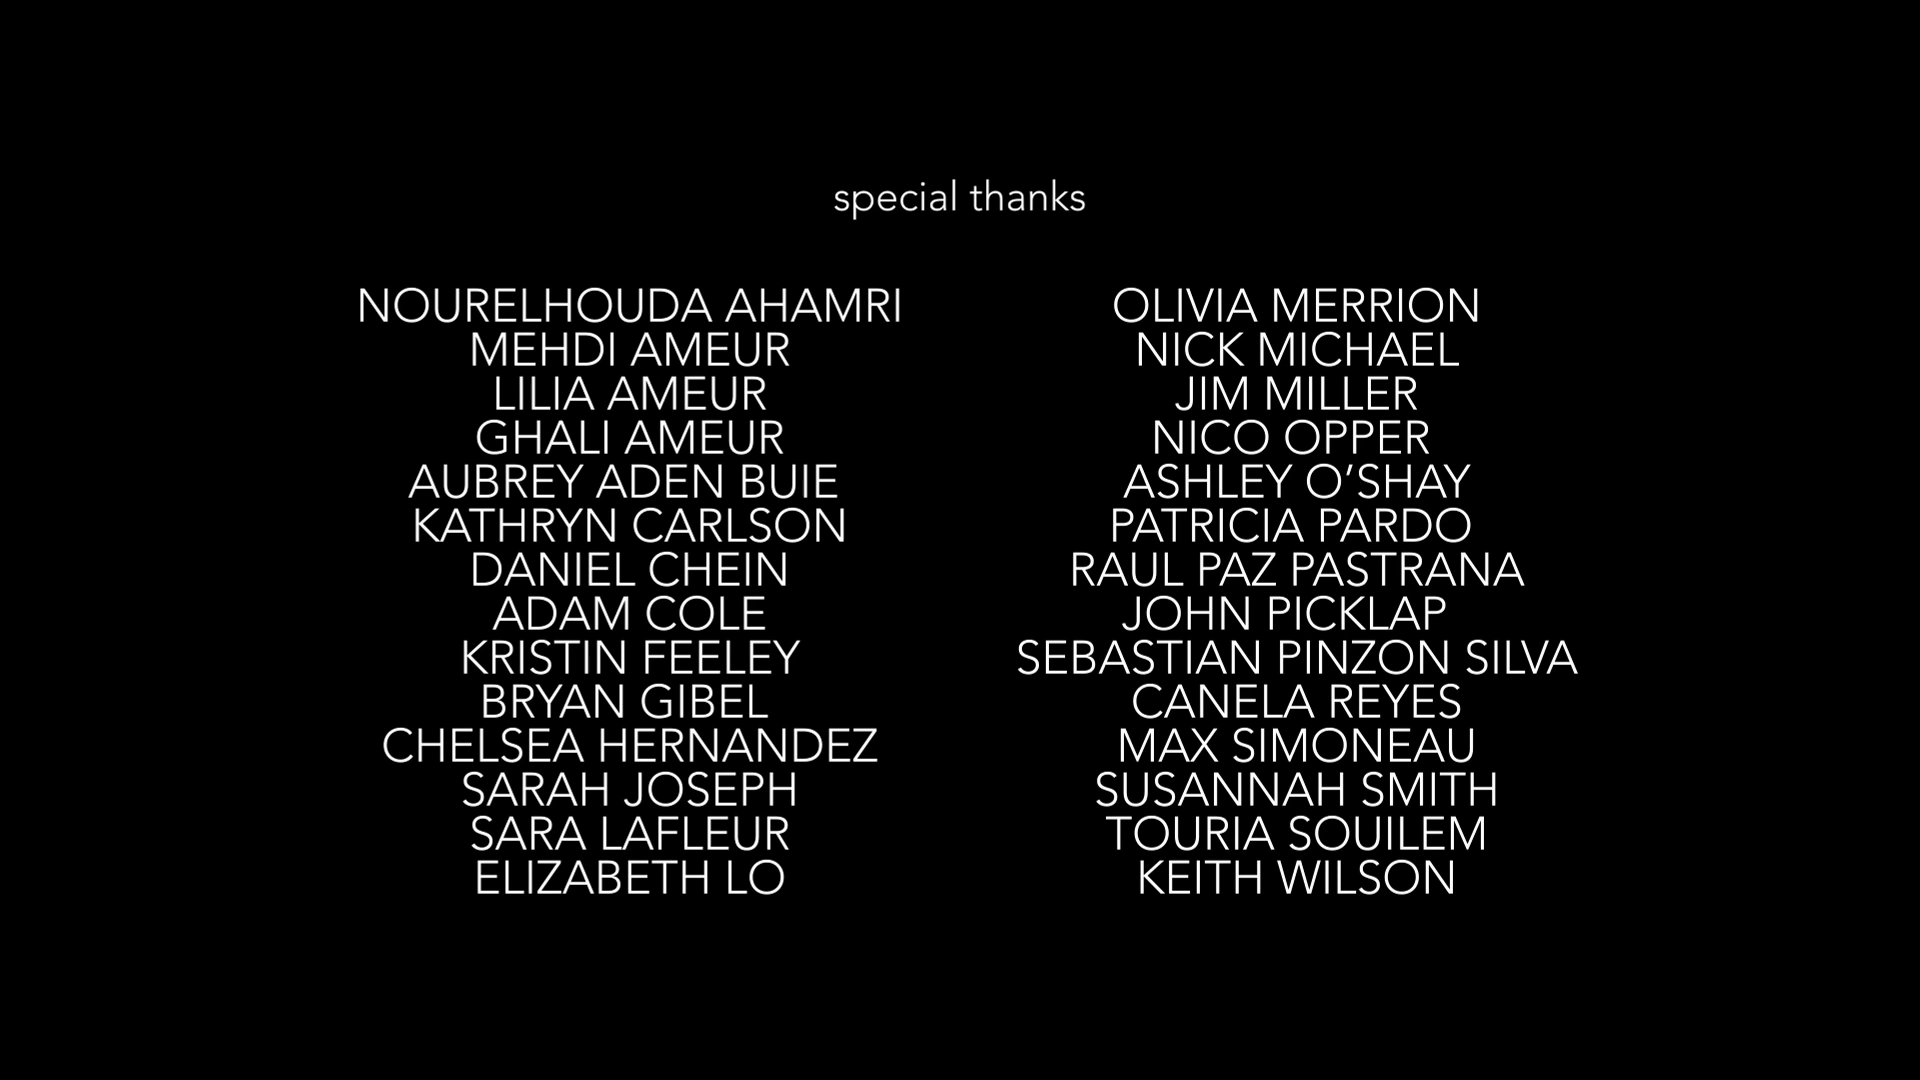 special thanks
NOURELHOUDA AHAMRI
MEHDI AMEUR
LILIA AMEUR
GHALI AMEUR
AUBREY ADEN BUIE
KATHRYN CARLSON
DANIEL CHEIN
ADAM COLE
KRISTIN FEELEY
BRYAN GIBEL
CHELSEA HERNANDEZ
SARAH JOSEPH
SARA LAFLEUR
ELIZABETH LO
OLIVIA MERRION
NICK MICHAEL
JIM MILLER
NICO OPPER
ASHLEY O’SHAY
PATRICIA PARDO
RAUL PAZ PASTRANA
JOHN PICKLAP
SEBASTIAN PINZON SILVA
CANELA REYES
MAX SIMONEAU
SUSANNAH SMITH
TOURIA SOUILEM
KEITH WILSON